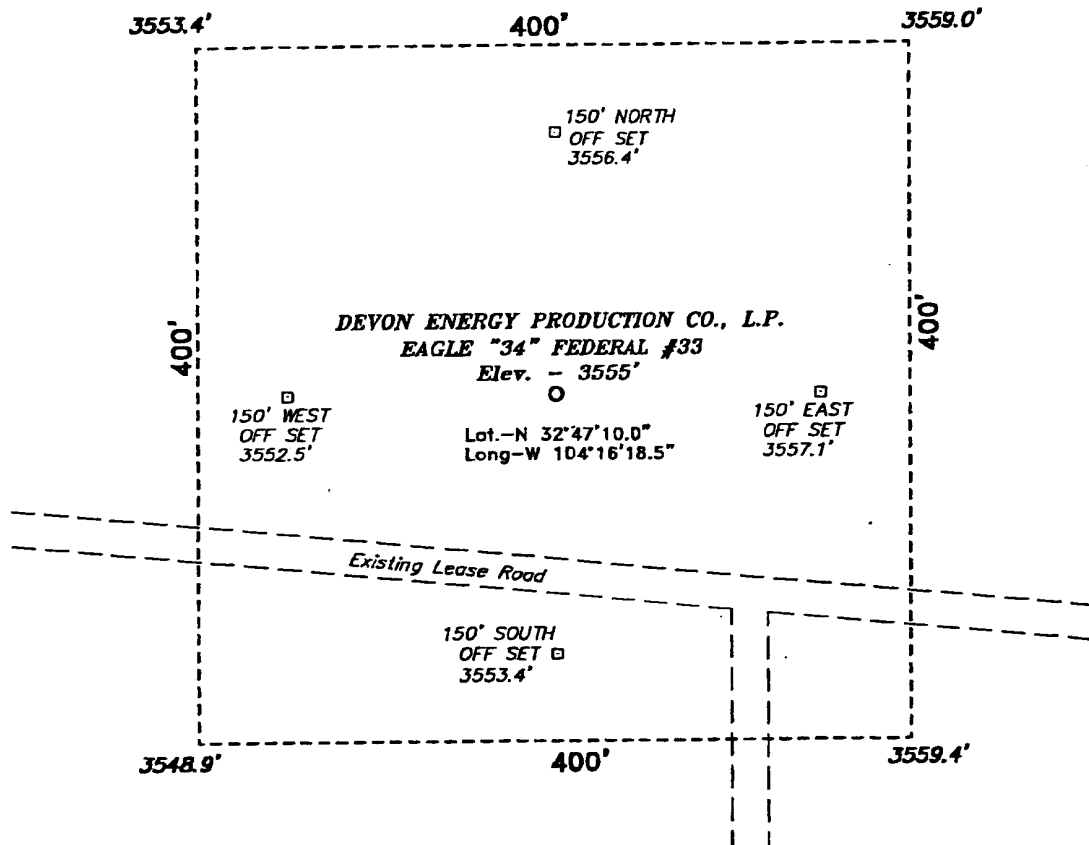 3553.4'
400'
3559.0'
150' NORTH
OFF SET
3556.4'
400'
400'
DEVON ENERGY PRODUCTION CO., L.P.
EAGLE "34" FEDERAL #33
Elev. - 3555'
150' WEST
OFF SET
3552.5'
Lat.-N 32°47'10.0"
Long-W 104°16'18.5"
150' EAST
OFF SET
3557.1'
Existing Lease Road
150' SOUTH
OFF SET
3553.4'
3548.9'
400'
3559.4'